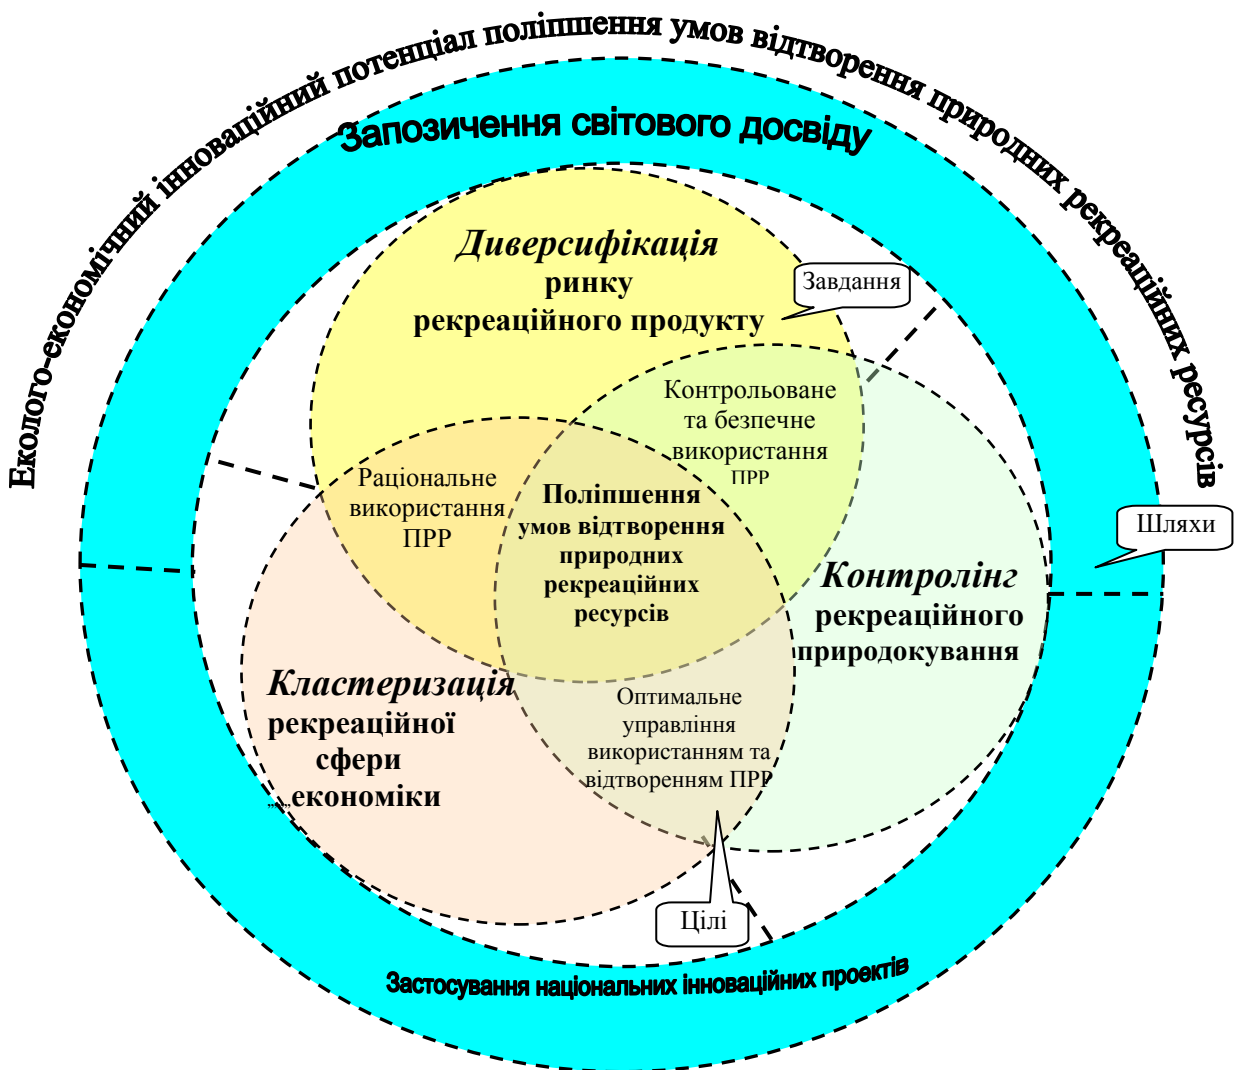 Еколого-економічний інноваційний потенціал поліпшення умов відтворення природних рекреаційних ресурсів
Запозичення світового досвіду
Диверсифікація
ринку
рекреаційного продукту
Завдання
Контрольоване
та безпечне
використання
ПРР
Раціональне
використання
ПРР
Поліпшення
умов відтворення
природних
рекреаційних
ресурсів
Шляхи
Контролінг
рекреаційного
природокування
Кластеризація
рекреаційної
сфери
„„економіки
Оптимальне
управління
використанням та
відтворенням ПРР
Цілі
Застосування національних інноваційних проектів